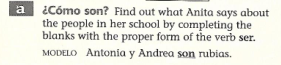 a ¿Cómo son? Find out what Anita says about
the people in her school by completing the
blanks with the proper form of the verb ser.
MODELO Antonia y Andrea son rubias.